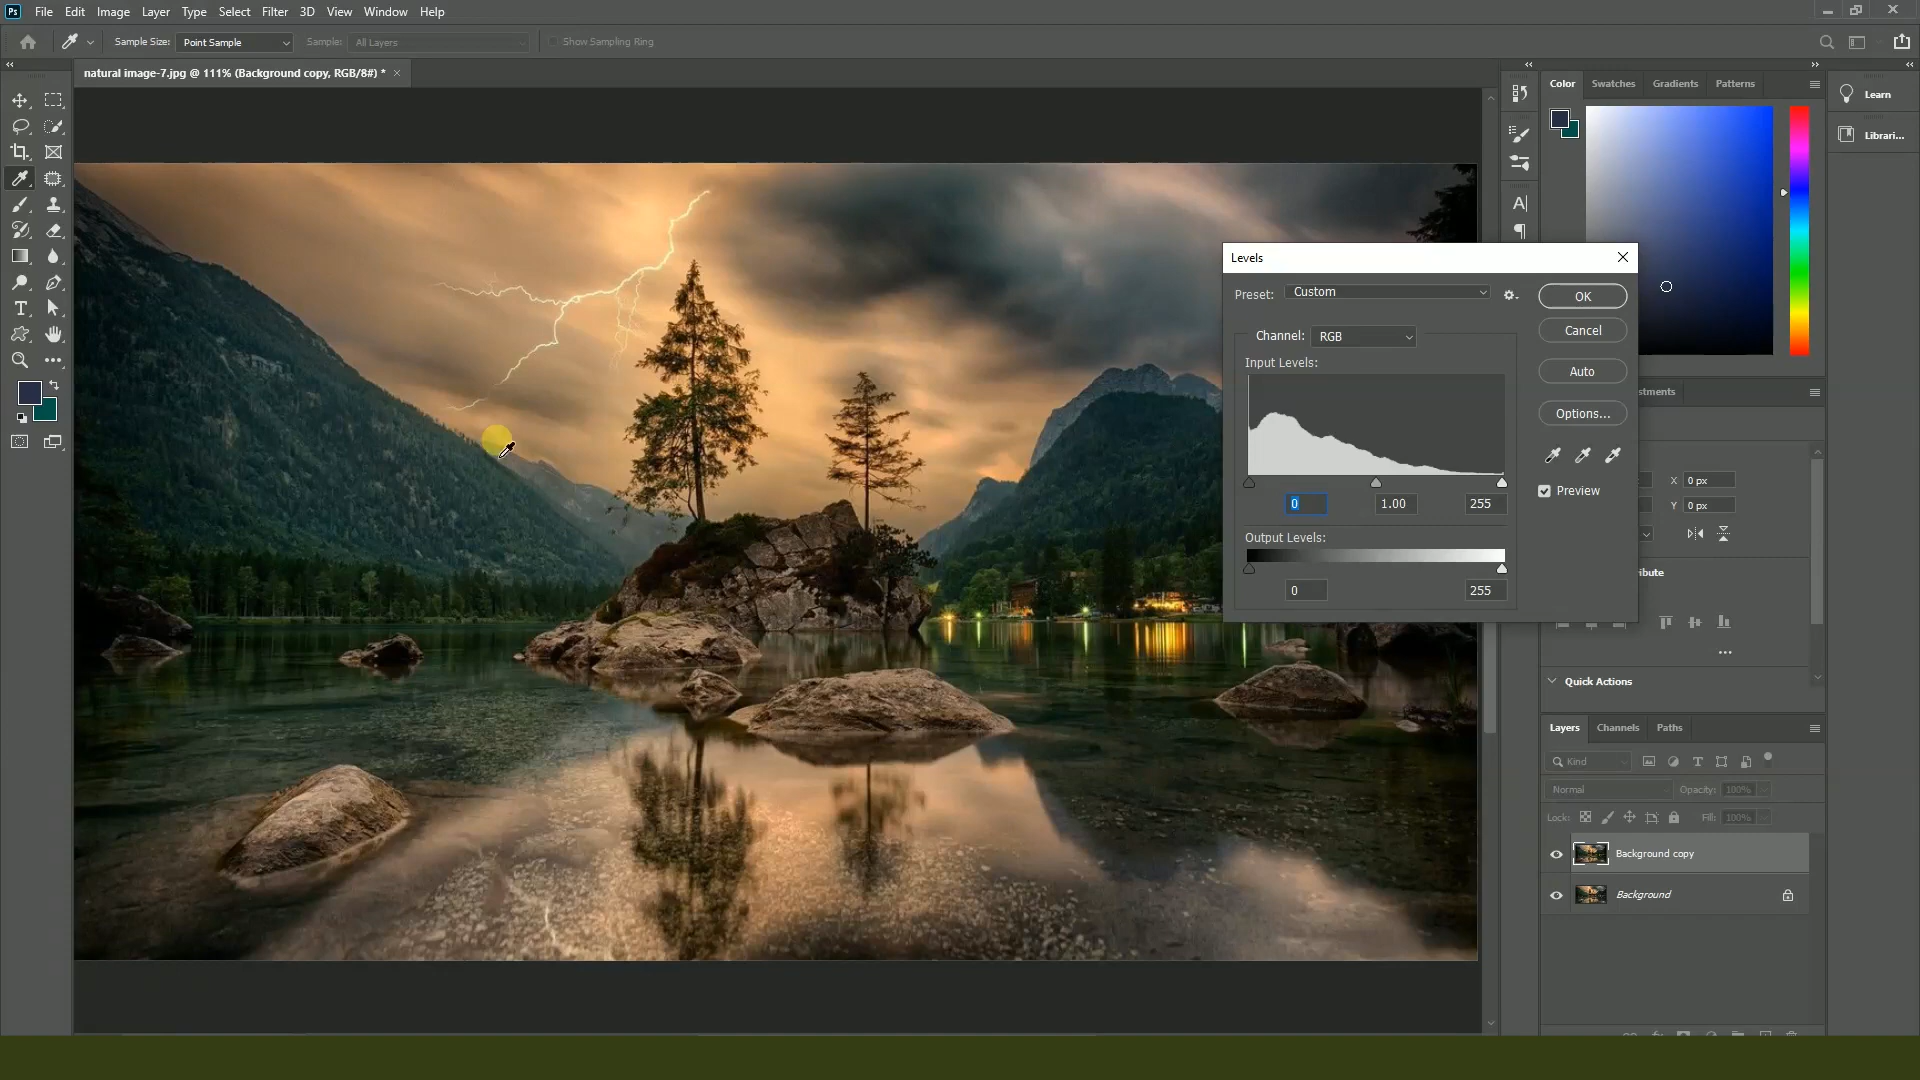 Ps File Edit Image Layer Type Select Filter 3D View Window Help
Sample Size: Point Sample Sample: All Layers Show Sampling Ring
natural image-7.jpg @ 111% (Background copy, RGB/8#) *
Color Swatches Gradients Patterns
Learn
Librari...
Levels
Preset: Custom
OK
Channel: RGB
Cancel
Input Levels:
Auto
stments
Options...
X 0 px
Preview
0 1.00 255
Y 0 px
Output Levels:
ibute
0 255
Quick Actions
Layers Channels Paths
Kind
Normal Opacity: 100%
Lock: Fill: 100%
Background copy
Background